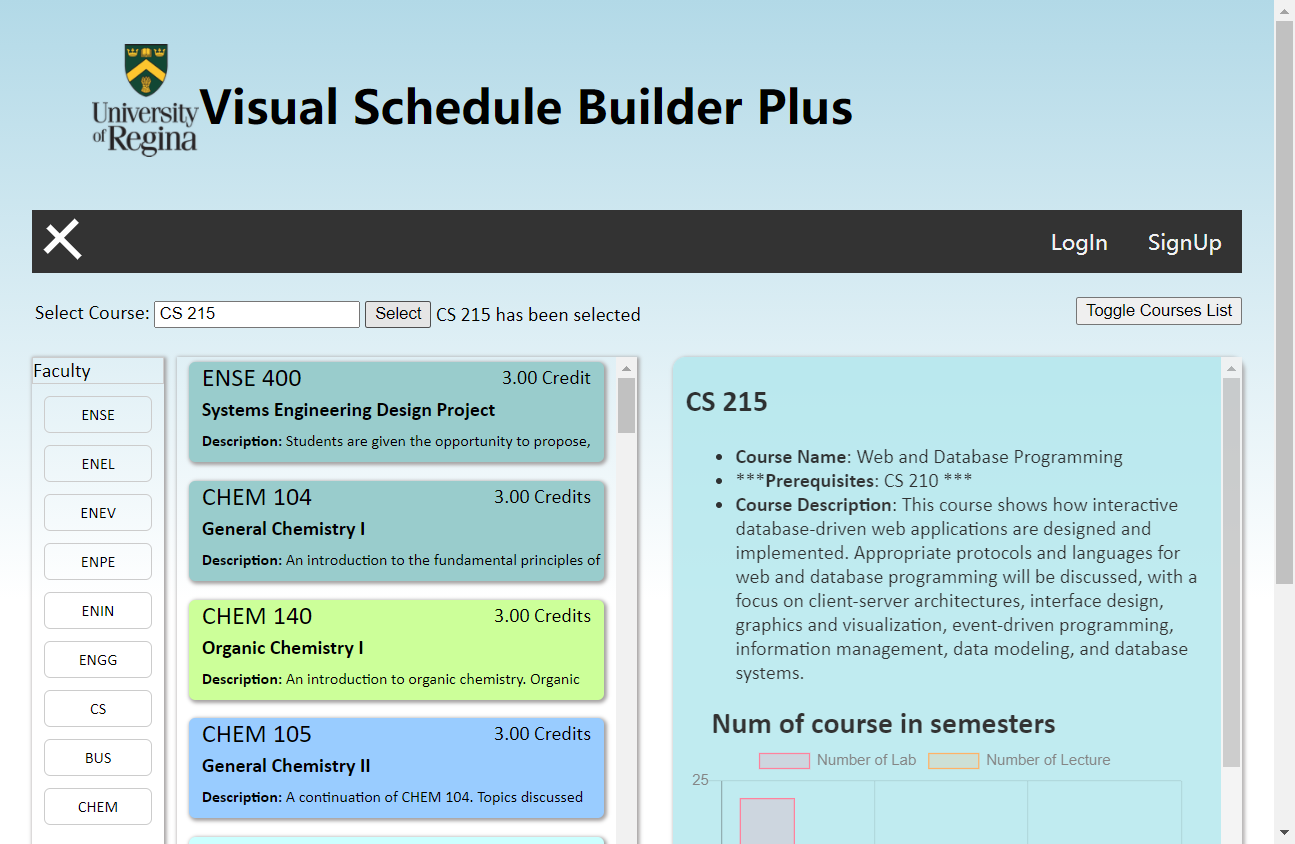 University
of Regina
Visual Schedule Builder Plus
LogIn
SignUp
Select Course:
CS 215
Select
CS 215 has been selected
Toggle Courses List
Faculty
ENSE
ENEL
ENEV
ENPE
ENIN
ENGG
CS
BUS
CHEM
ENSE 400
3.00 Credit
Systems Engineering Design Project
Description: Students are given the opportunity to propose,
CHEM 104
3.00 Credits
General Chemistry I
Description: An introduction to the fundamental principles of
CHEM 140
3.00 Credits
Organic Chemistry I
Description: An introduction to organic chemistry. Organic
CHEM 105
3.00 Credits
General Chemistry II
Description: A continuation of CHEM 104. Topics discussed
CS 215
Course Name: Web and Database Programming
***Prerequisites: CS 210 ***
Course Description: This course shows how interactive
database-driven web applications are designed and
implemented. Appropriate protocols and languages for
web and database programming will be discussed, with a
focus on client-server architectures, interface design,
graphics and visualization, event-driven programming,
information management, data modeling, and database
systems.
Num of course in semesters
Number of Lab
Number of Lecture
25